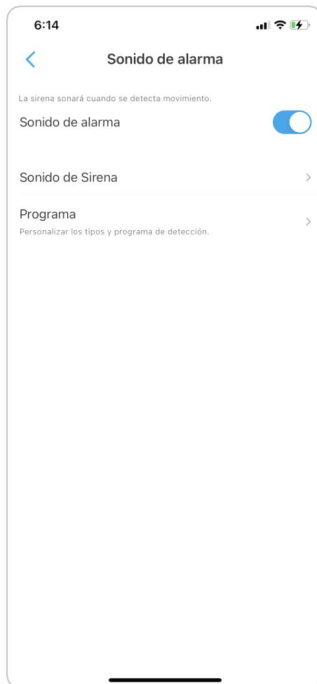 6:14
Sonido de alarma
La sirena sonará cuando se detecta movimiento.
Sonido de alarma
Sonido de Sirena
Programa
Personalizar los tipos y programa de detección.